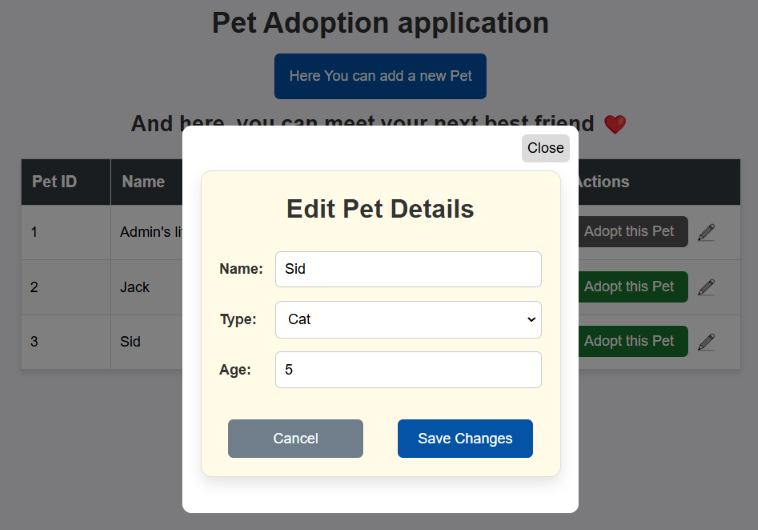 Pet Adoption application
Here You can add a new Pet
And here, you can meet your next best friend ❤️
Close
Pet ID Name Actions
Edit Pet Details
1 Admin's Adopt this Pet
Name: Sid
2 Jack Adopt this Pet
Type: Cat
3 Sid Adopt this Pet
Age: 5
Cancel Save Changes